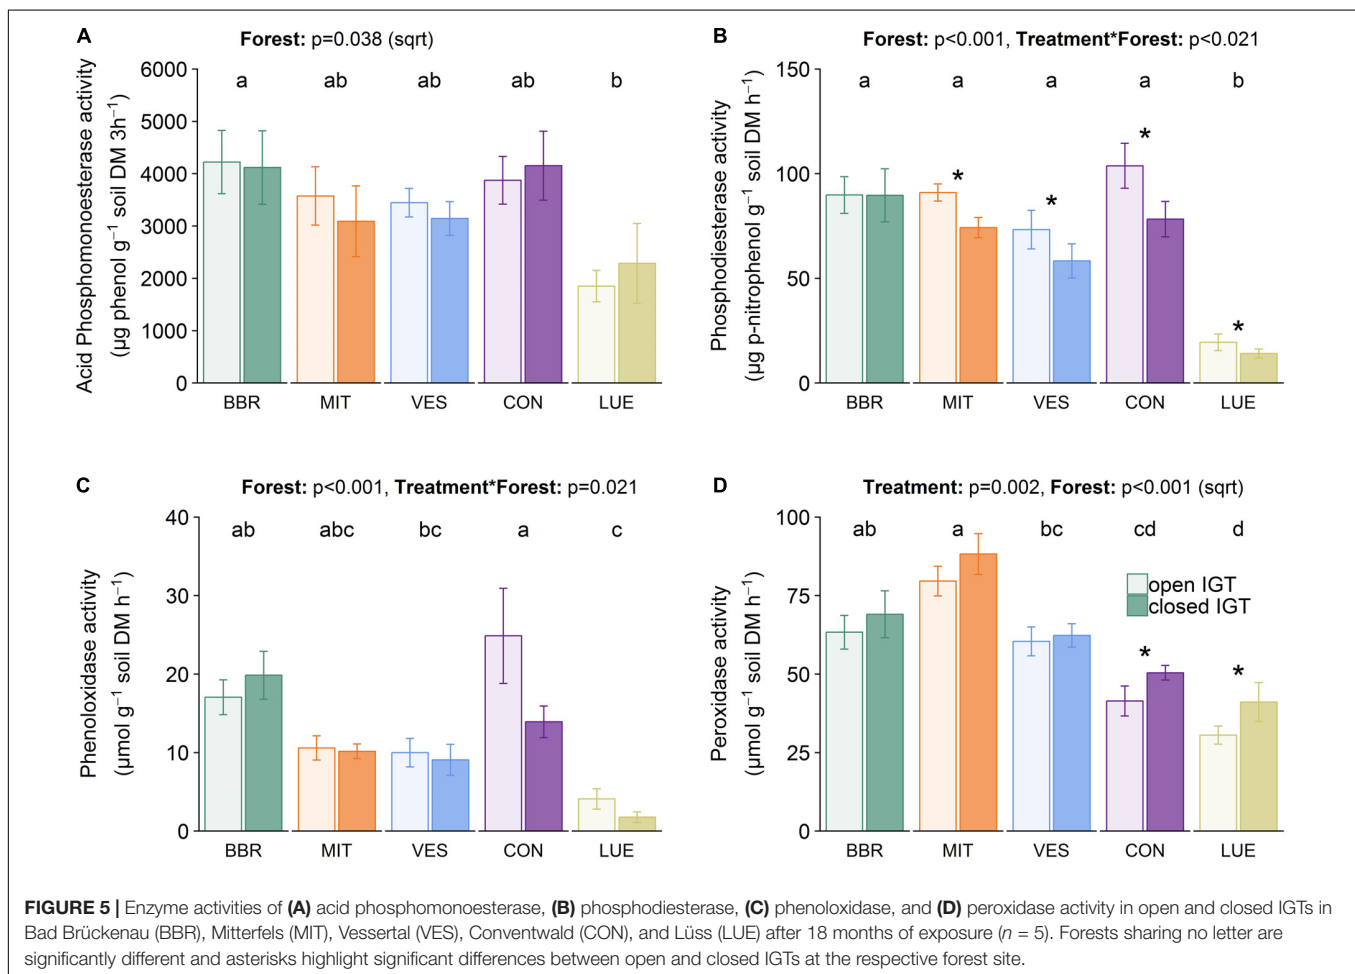 A
Forest: p=0.038 (sqrt)
Acid Phosphomonoesterase activity
(µg phenol g⁻¹ soil DM 3h⁻¹)
6000
5000
4000
3000
2000
1000
0
a ab ab ab b
BBR MIT VES CON LUE
B
Forest: p<0.001, Treatment*Forest: p<0.021
Phosphodiesterase activity
(µg p-nitrophenol g⁻¹ soil DM h⁻¹)
150
100
50
0
a a a a b
* * * *
BBR MIT VES CON LUE
C
Forest: p<0.001, Treatment*Forest: p=0.021
Phenoloxidase activity
(µmol g⁻¹ soil DM h⁻¹)
40
30
20
10
0
ab abc bc a c
BBR MIT VES CON LUE
D
Treatment: p=0.002, Forest: p<0.001 (sqrt)
Peroxidase activity
(µmol g⁻¹ soil DM h⁻¹)
100
75
50
25
0
ab a bc cd d
open IGT
closed IGT
* *
BBR MIT VES CON LUE
FIGURE 5 | Enzyme activities of (A) acid phosphomonoesterase, (B) phosphodiesterase, (C) phenoloxidase, and (D) peroxidase activity in open and closed IGTs in
Bad Brückenau (BBR), Mitterfels (MIT), Vessertal (VES), Conventwald (CON), and Lüss (LUE) after 18 months of exposure (n = 5). Forests sharing no letter are
significantly different and asterisks highlight significant differences between open and closed IGTs at the respective forest site.